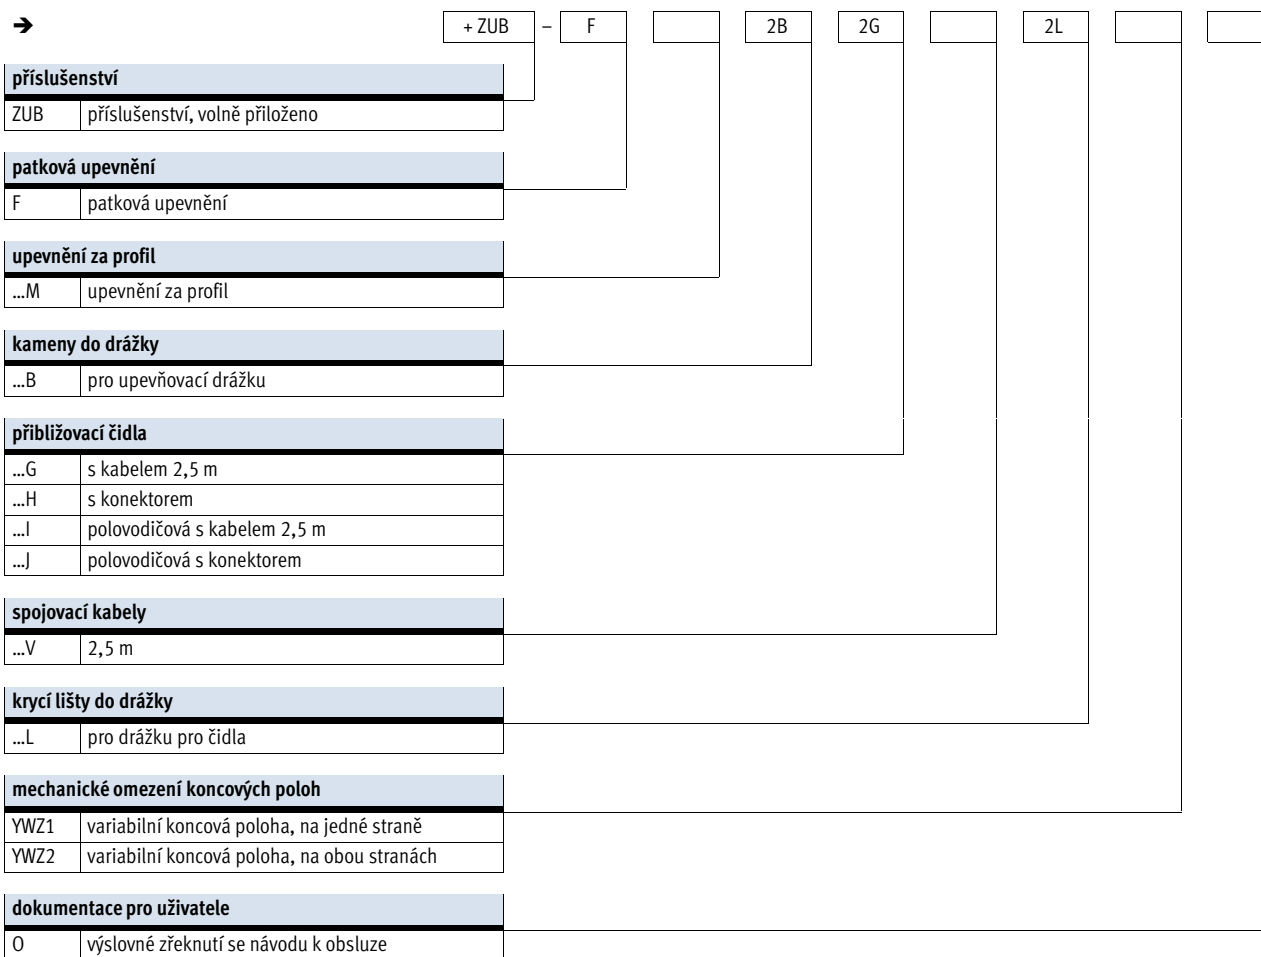 ➔ + ZUB – F 2B 2G 2L
příslušenství
ZUB příslušenství, volně přiloženo
patková upevnění
F patková upevnění
upevnění za profil
...M upevnění za profil
kameny do drážky
...B pro upevňovací drážku
přibližovací čidla
...G s kabelem 2,5 m
...H s konektorem
...I polovodičová s kabelem 2,5 m
...J polovodičová s konektorem
spojovací kabely
...V 2,5 m
krycí lišty do drážky
...L pro drážku pro čidla
mechanické omezení koncových poloh
YWZ1 variabilní koncová poloha, na jedné straně
YWZ2 variabilní koncová poloha, na obou stranách
dokumentace pro uživatele
O výslovné zřeknutí se návodu k obsluze